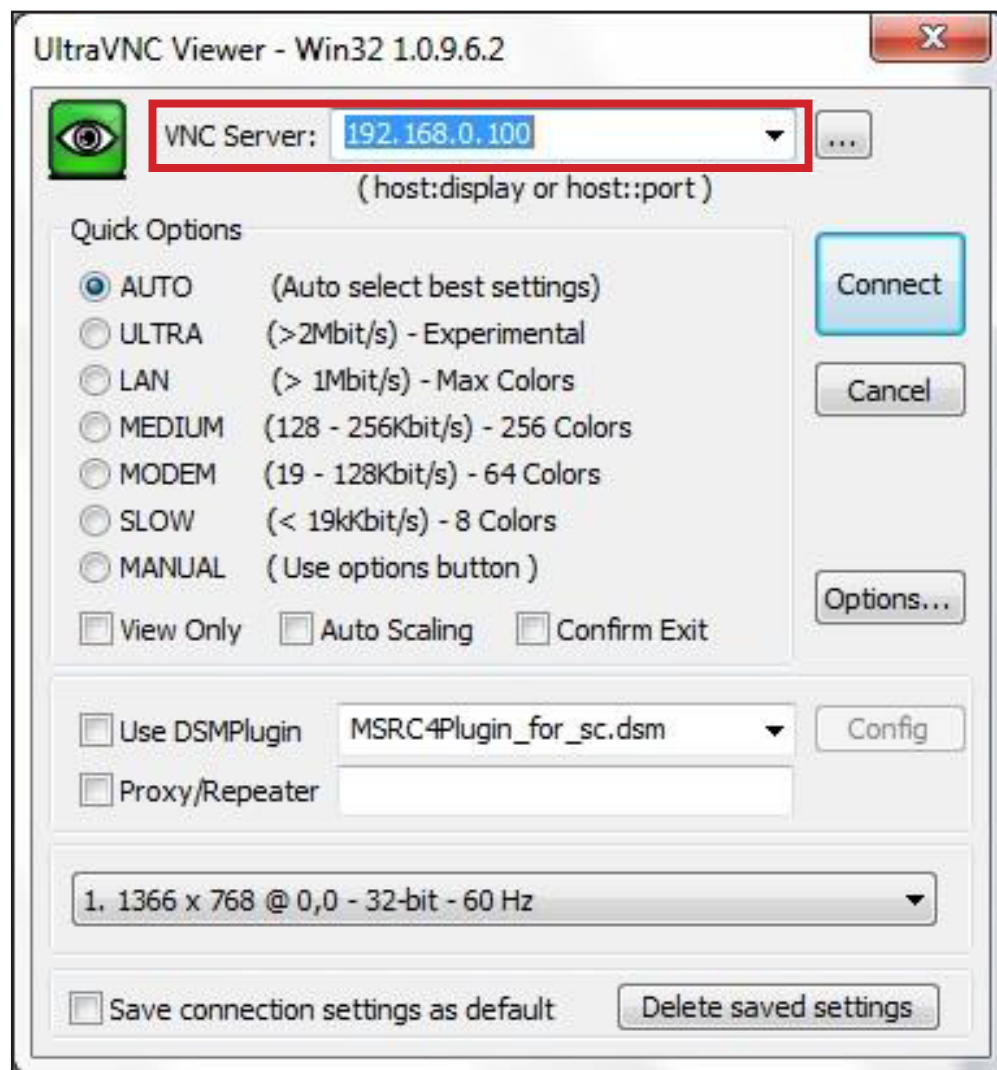 UltraVNC Viewer - Win32 1.0.9.6.2
VNC Server: 192.168.0.100 ...
( host:display or host::port )
Quick Options
AUTO (Auto select best settings)
ULTRA (>2Mbit/s) - Experimental
LAN (> 1Mbit/s) - Max Colors
MEDIUM (128 - 256Kbit/s) - 256 Colors
MODEM (19 - 128Kbit/s) - 64 Colors
SLOW (< 19kKbit/s) - 8 Colors
MANUAL ( Use options button )
View Only Auto Scaling Confirm Exit
Connect
Cancel
Options...
Use DSMPlugin MSRC4Plugin_for_sc.dsm Config
Proxy/Repeater
1. 1366 x 768 @ 0,0 - 32-bit - 60 Hz
Save connection settings as default Delete saved settings